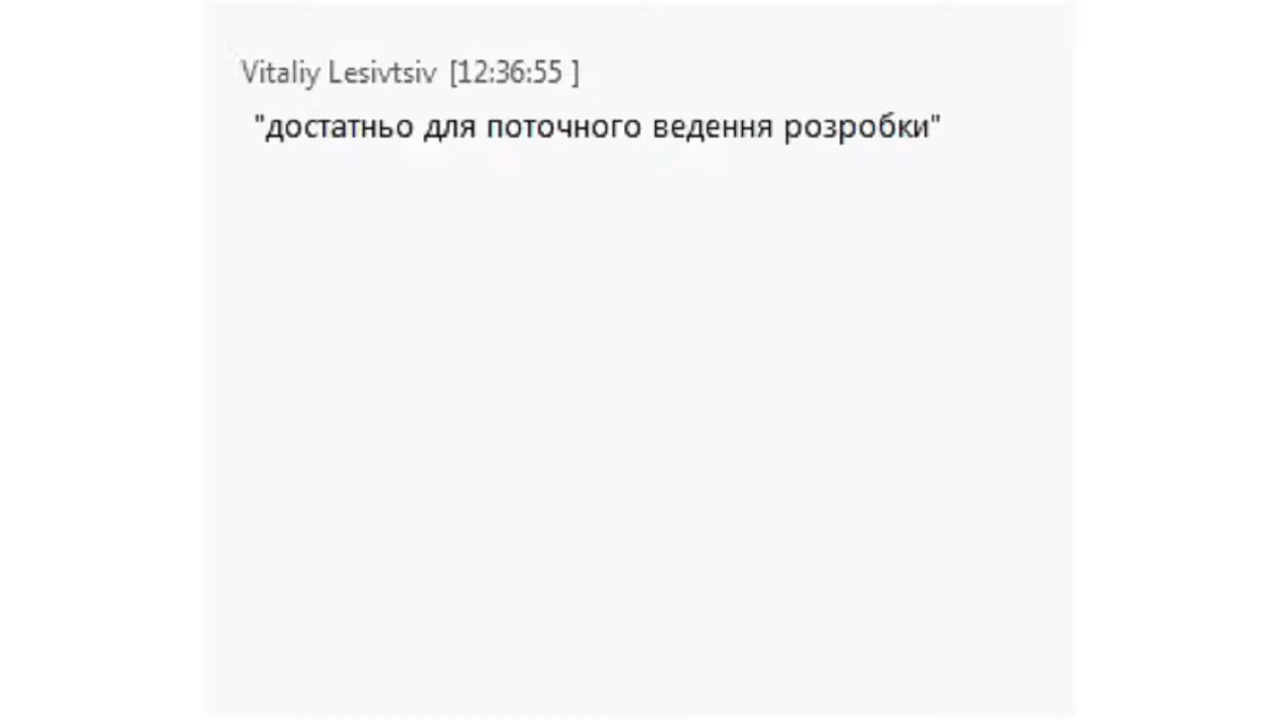 Vitaliy Lesivtsiv [12:36:55 ]
"достатньо для поточного ведення розробки"